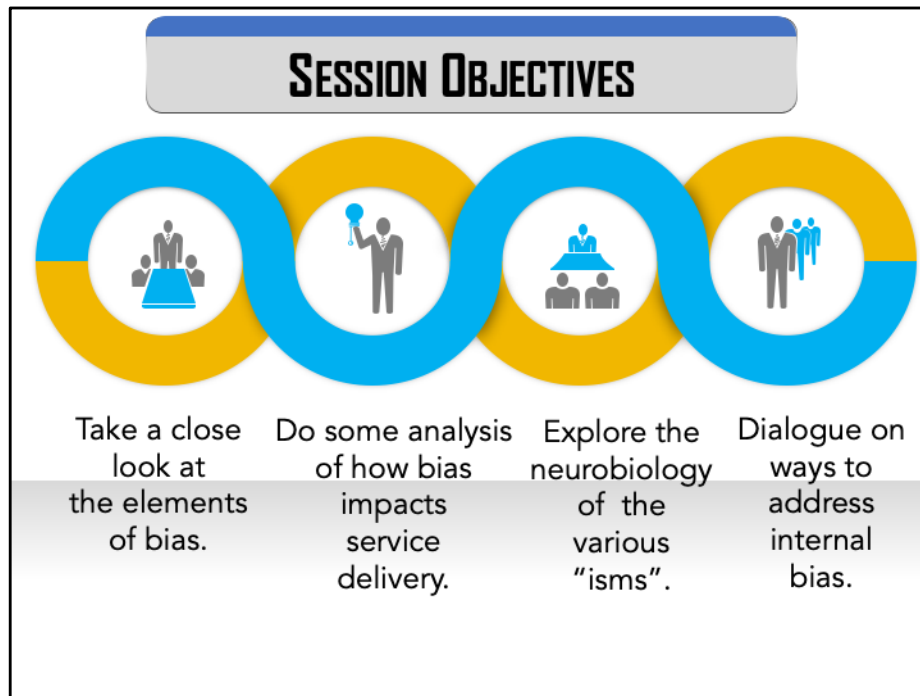 SESSION OBJECTIVES
Take a close
look at
the elements
of bias.
Do some analysis
of how bias
impacts
service
delivery.
Explore the
neurobiology
of the
various
“isms”.
Dialogue on
ways to
address
internal
bias.